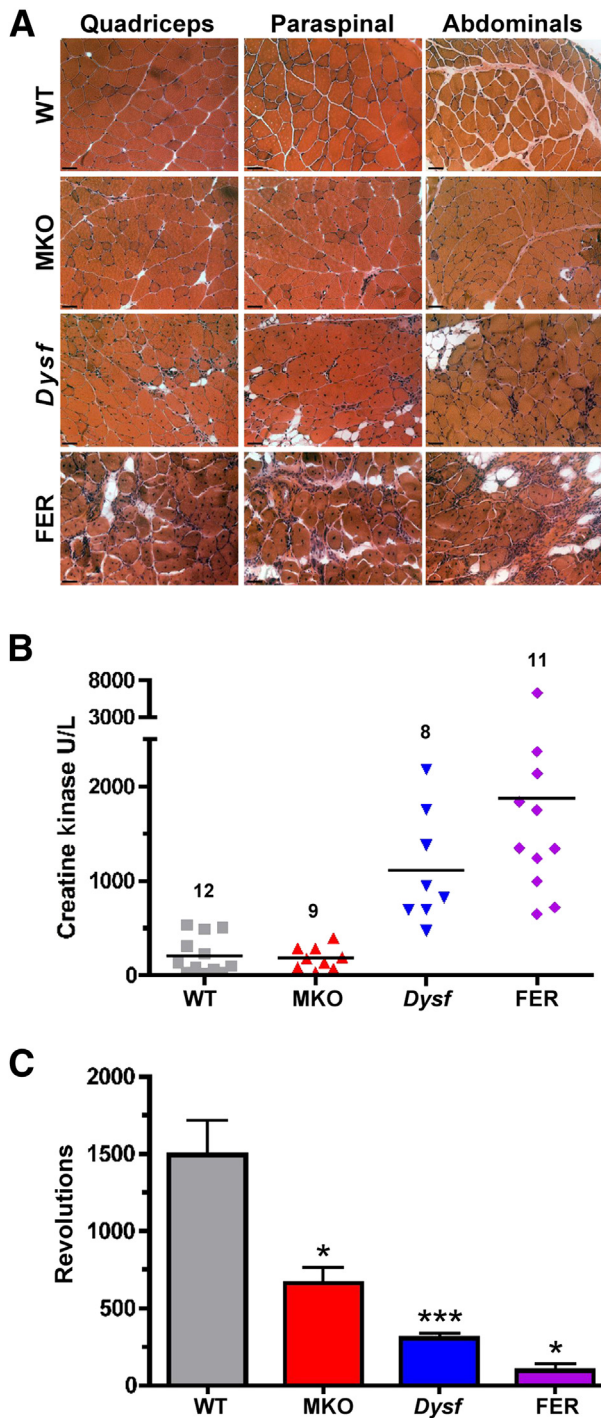 A
Quadriceps Paraspinal Abdominals
WT
MKO
Dysf
FER
B
Creatine kinase U/L
8000
3000
2000
1000
0
12
9
8
11
WT MKO Dysf FER
C
Revolutions
2000
1500
1000
500
0
*
***
*
WT MKO Dysf FER